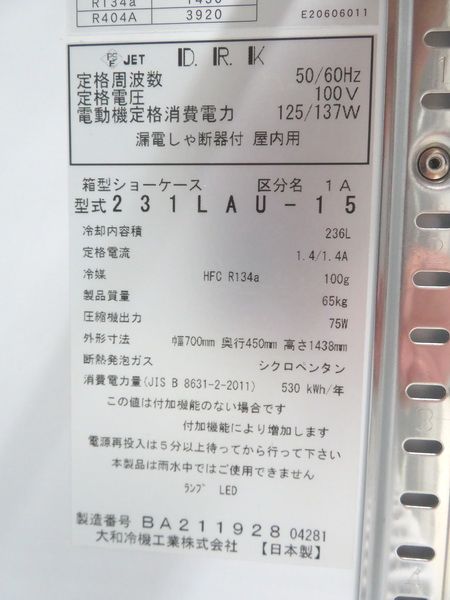 R134a 1430
R404A 3920
E20606011
PS E JET D.R.K
定格周波数 50/60Hz
定格電圧 100V
電動機定格消費電力 125/137W
漏電しゃ断器付 屋内用
箱型ショーケース 区分名 1A
型式 231LAU-15
冷却内容積 236L
定格電流 1.4/1.4A
冷媒 HFC R134a 100g
製品質量 65kg
圧縮機出力 75W
外形寸法 幅700mm 奥行450mm 高さ1438mm
断熱発泡ガス シクロペンタン
消費電力量(JIS B 8631-2-2011) 530 kWh/年
この値は付加機能のない場合です
付加機能により増加します
電源再投入は5分以上待ってから行って下さい
本製品は雨水中ではご使用できません
ﾗﾝﾌﾟ LED
製造番号 BA211928 04281
大和冷機工業株式会社 【日本製】
1
3